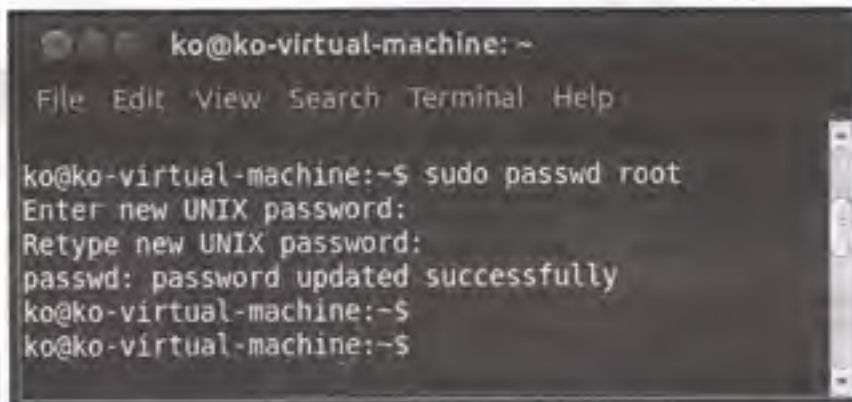 ko@ko-virtual-machine: ~
File Edit View Search Terminal Help
ko@ko-virtual-machine:~$ sudo passwd root
Enter new UNIX password:
Retype new UNIX password:
passwd: password updated successfully
ko@ko-virtual-machine:~$
ko@ko-virtual-machine:~$